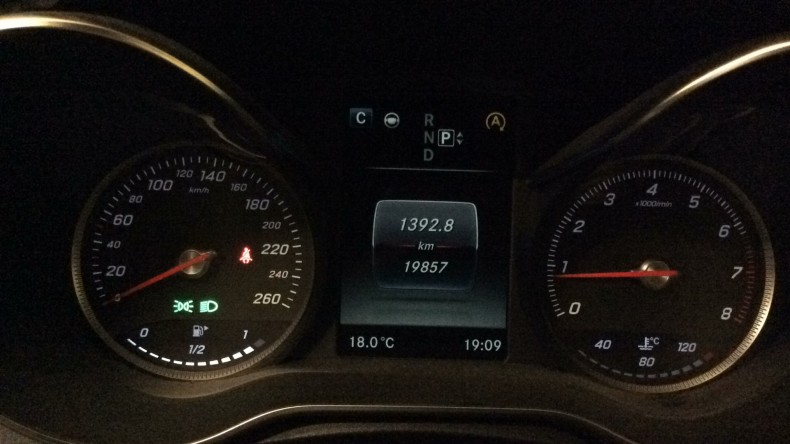 C
R
N P
D
A
0 20 40 60 80 100 120 140 160 180 200 220 240 260
km/h
0 1/2 1
1392.8
km
19857
18.0°C 19:09
0 1 2 3 4 5 6 7 8
x1000/min
40 80 120
°C